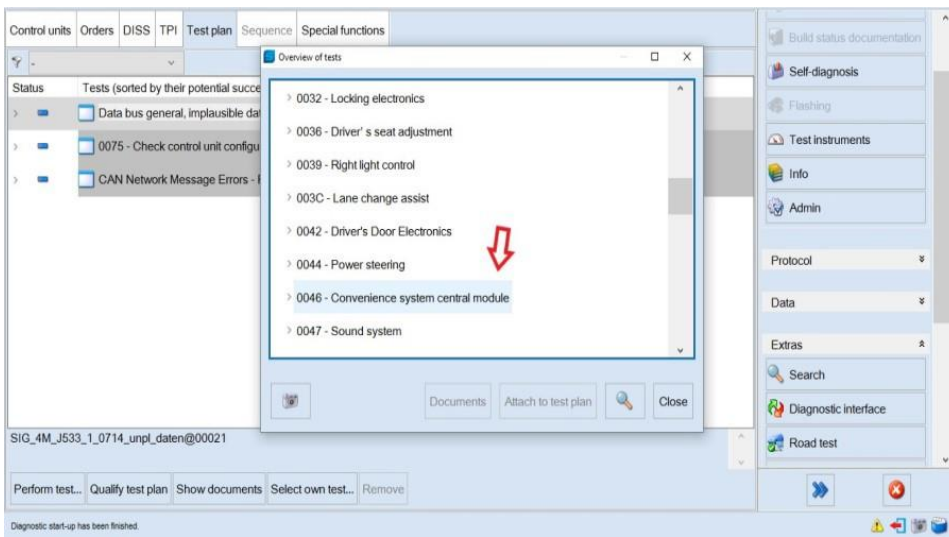 Control units Orders DISS TPI Test plan Sequence Special functions
-
Status Tests (sorted by their potential succe
Data bus general, implausible dat
0075 - Check control unit configu
CAN Network Message Errors -
Overview of tests
0032 - Locking electronics
0036 - Driver' s seat adjustment
0039 - Right light control
003C - Lane change assist
0042 - Driver's Door Electronics
0044 - Power steering
0046 - Convenience system central module
0047 - Sound system
Documents Attach to test plan Close
SIG_4M_J533_1_0714_unpl_daten@00021
Perform test... Qualify test plan Show documents Select own test... Remove
Diagnostic start-up has been finished.
Build status documentation
Self-diagnosis
Flashing
Test instruments
Info
Admin
Protocol
Data
Extras
Search
Diagnostic interface
Road test